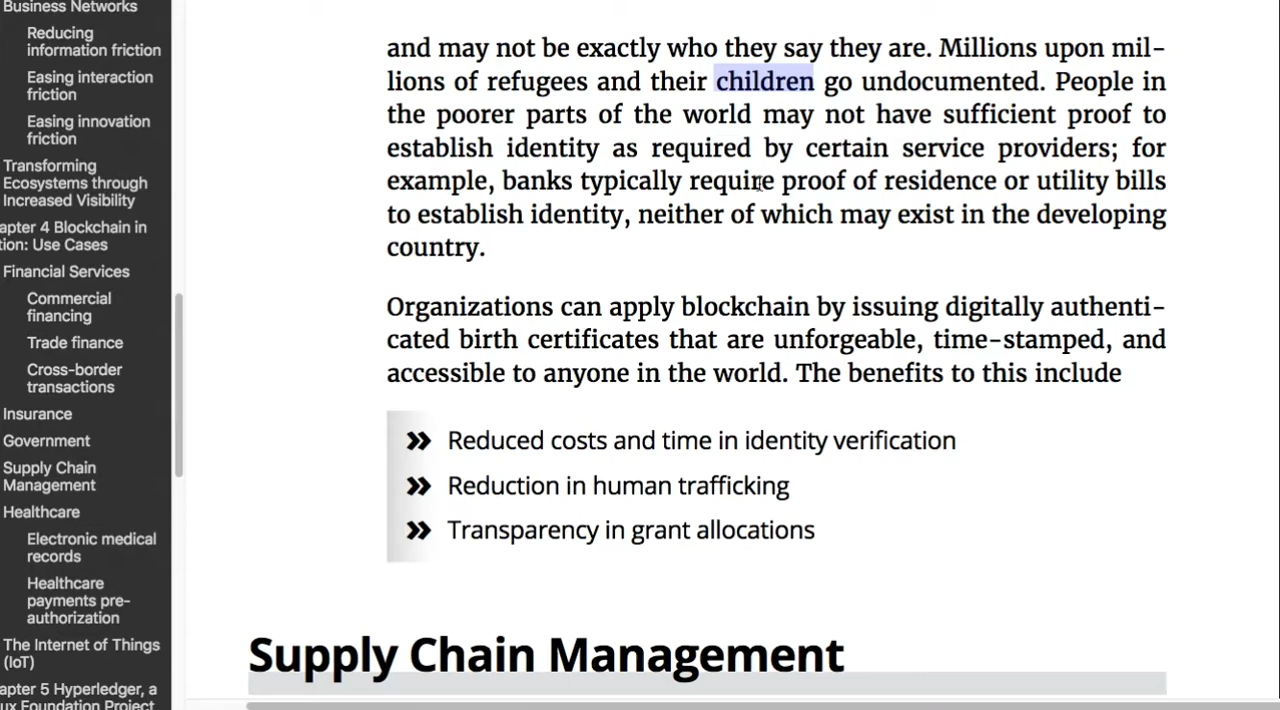 Business Networks
Reducing
information friction
Easing interaction
friction
Easing innovation
friction
Transforming
Ecosystems through
Increased Visibility
apter 4 Blockchain in
tion: Use Cases
Financial Services
Commercial
financing
Trade finance
Cross-border
transactions
Insurance
Government
Supply Chain
Management
Healthcare
Electronic medical
records
Healthcare
payments pre-
authorization
The Internet of Things
(IoT)
apter 5 Hyperledger, a
ux Foundation Project
and may not be exactly who they say they are. Millions upon mil-
lions of refugees and their children go undocumented. People in
the poorer parts of the world may not have sufficient proof to
establish identity as required by certain service providers; for
example, banks typically require proof of residence or utility bills
to establish identity, neither of which may exist in the developing
country.
Organizations can apply blockchain by issuing digitally authenti-
cated birth certificates that are unforgeable, time-stamped, and
accessible to anyone in the world. The benefits to this include
» Reduced costs and time in identity verification
» Reduction in human trafficking
» Transparency in grant allocations
Supply Chain Management